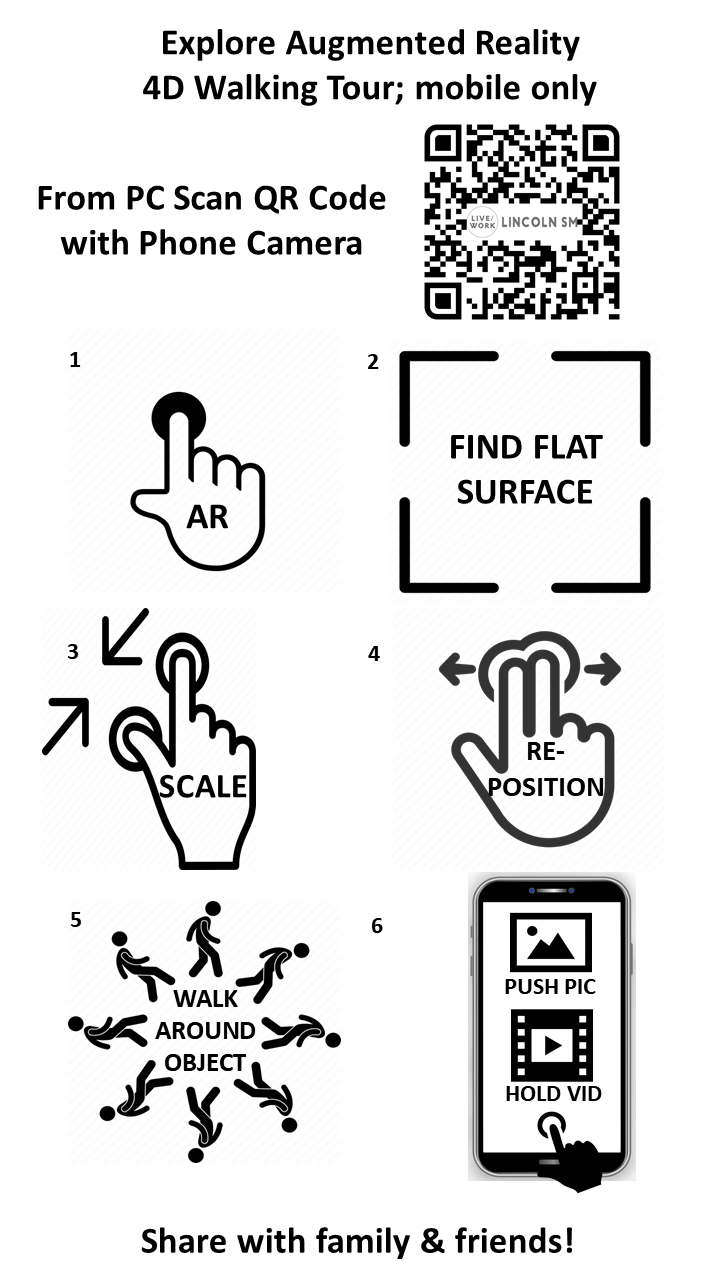 Explore Augmented Reality
4D Walking Tour; mobile only
From PC Scan QR Code
with Phone Camera
LIVE/
WORK
LINCOLN SM
1
AR
2
FIND FLAT
SURFACE
3
SCALE
4
RE-
POSITION
5
WALK
AROUND
OBJECT
6
PUSH PIC
HOLD VID
Share with family & friends!